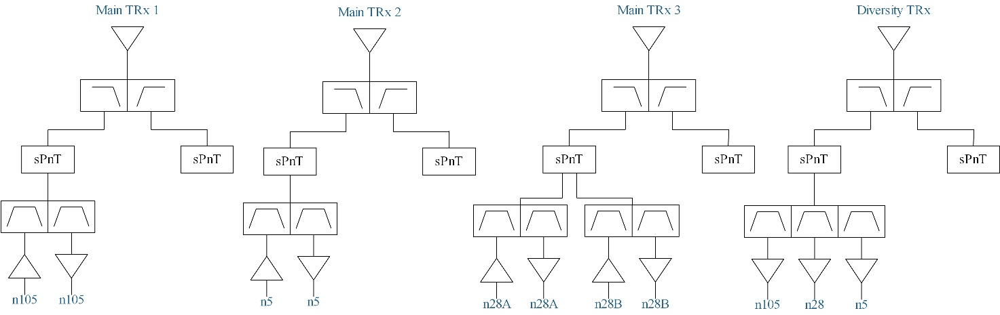 Main TRx 1
Main TRx 2
Main TRx 3
Diversity TRx
sPnT
sPnT
sPnT
sPnT
sPnT
sPnT
sPnT
sPnT
n105
n105
n5
n5
n28A
n28A
n28B
n28B
n105
n28
n5